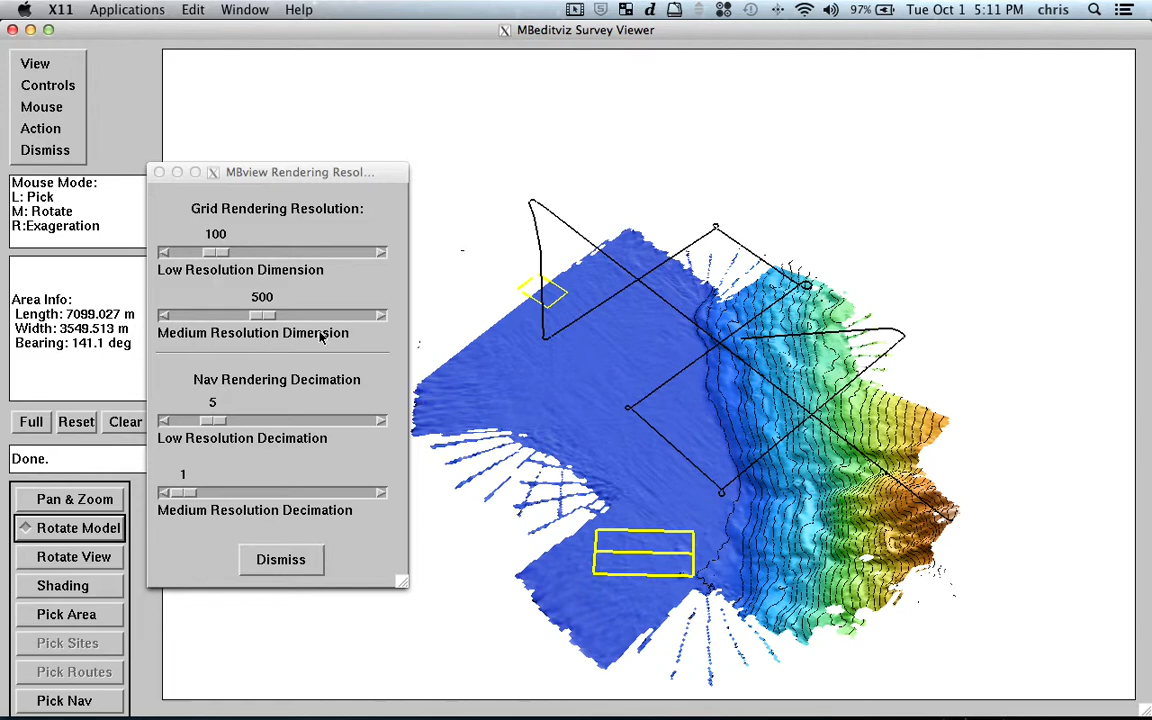 X11 Applications Edit Window Help 97% Tue Oct 1 5:11 PM chris
MBeditviz Survey Viewer
View
Controls
Mouse
Action
Dismiss
Mouse Mode:
L: Pick
M: Rotate
R:Exageration
Area Info:
Length: 7099.027 m
Width: 3549.513 m
Bearing: 141.1 deg
Full Reset Clear
Done.
Pan & Zoom
Rotate Model
Rotate View
Shading
Pick Area
Pick Sites
Pick Routes
Pick Nav
MBview Rendering Resol...
Grid Rendering Resolution:
100
Low Resolution Dimension
500
Medium Resolution Dimension
Nav Rendering Decimation
5
Low Resolution Decimation
1
Medium Resolution Decimation
Dismiss